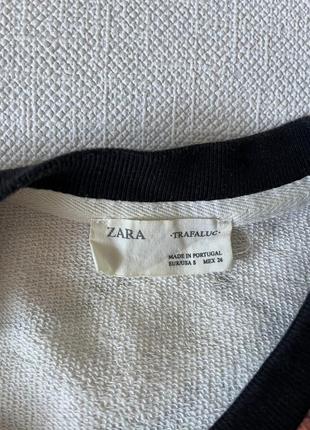 ZARA ·TRAFALUC·
MADE IN PORTUGAL
EUR/USA S MEX 26